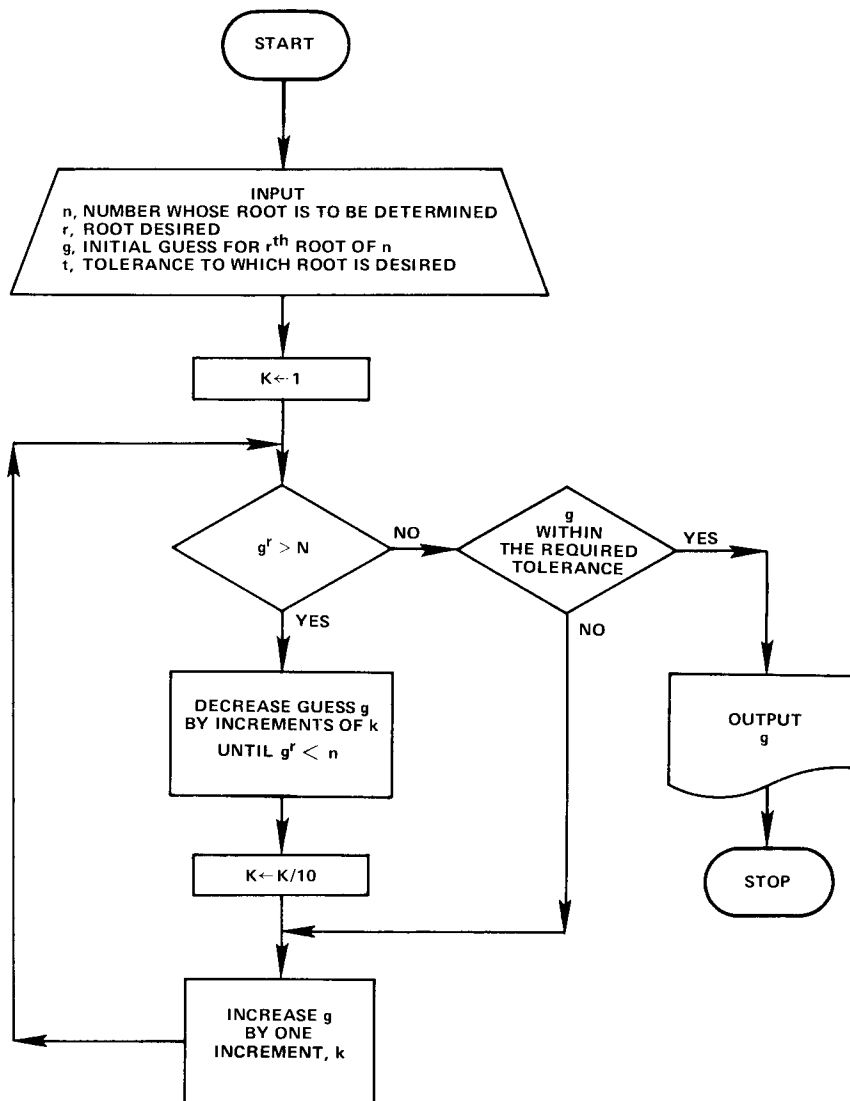 START
INPUT
n, NUMBER WHOSE ROOT IS TO BE DETERMINED
r, ROOT DESIRED
g, INITIAL GUESS FOR rth ROOT OF n
t, TOLERANCE TO WHICH ROOT IS DESIRED
K←1
g^r > N
NO
g
WITHIN
THE REQUIRED
TOLERANCE
YES
YES
NO
DECREASE GUESS g
BY INCREMENTS OF k
UNTIL g^r < n
OUTPUT
g
K←K/10
STOP
INCREASE g
BY ONE
INCREMENT, k